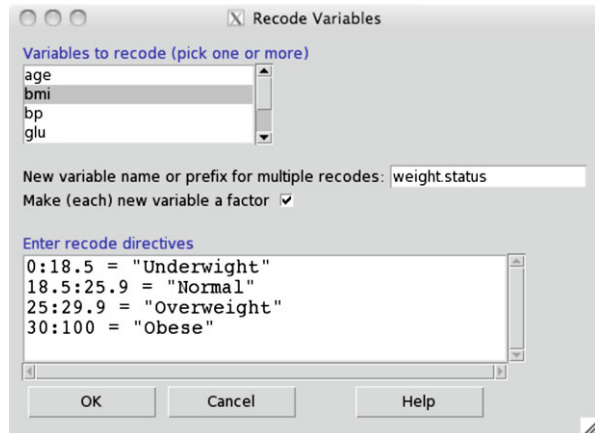 Recode Variables
Variables to recode (pick one or more)
age
bmi
bp
glu
New variable name or prefix for multiple recodes: weight.status
Make (each) new variable a factor
Enter recode directives
0:18.5 = "Underwight"
18.5:25.9 = "Normal"
25:29.9 = "Overweight"
30:100 = "Obese"
OK Cancel Help